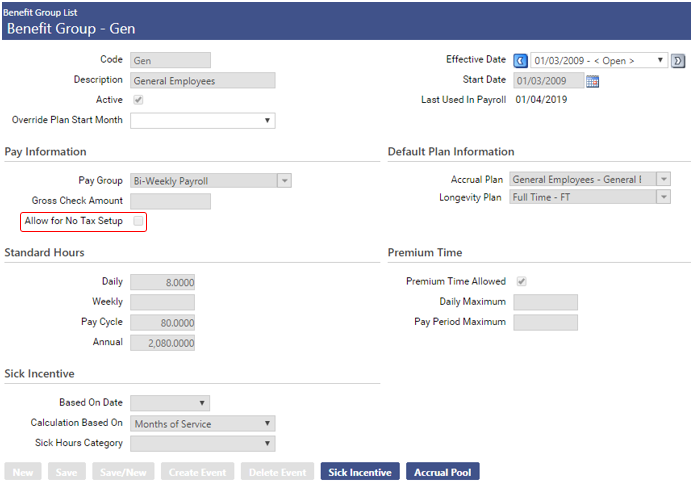 Benefit Group List
Benefit Group - Gen
Code Gen
Description General Employees
Active
Override Plan Start Month
Effective Date 01/03/2009 - < Open >
Start Date 01/03/2009
Last Used In Payroll 01/04/2019
Pay Information
Pay Group Bi-Weekly Payroll
Gross Check Amount
Allow for No Tax Setup
Default Plan Information
Accrual Plan General Employees - General
Longevity Plan Full Time - FT
Standard Hours
Daily 8.0000
Weekly
Pay Cycle 80.0000
Annual 2,080.0000
Premium Time
Premium Time Allowed
Daily Maximum
Pay Period Maximum
Sick Incentive
Based On Date
Calculation Based On Months of Service
Sick Hours Category
New Save Save/New Create Event Delete Event Sick Incentive Accrual Pool